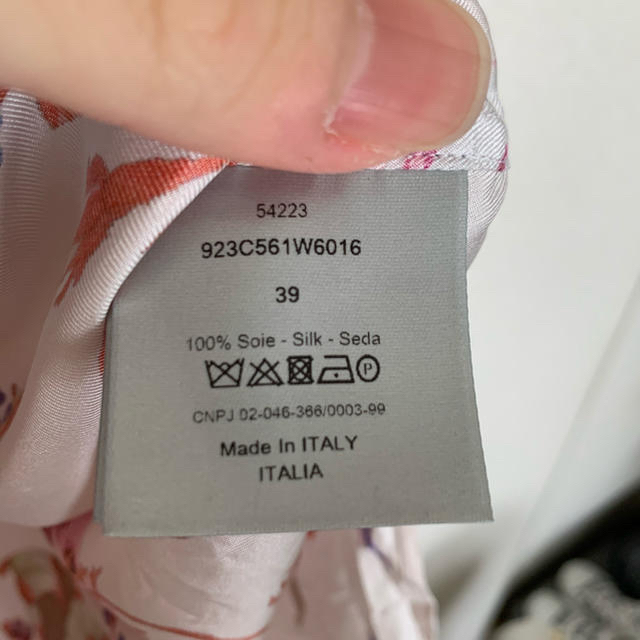 54223
923C561W6016
39
100% Soie - Silk - Seda
P
CNPJ 02-046-366/0003-99
Made In ITALY
ITALIA